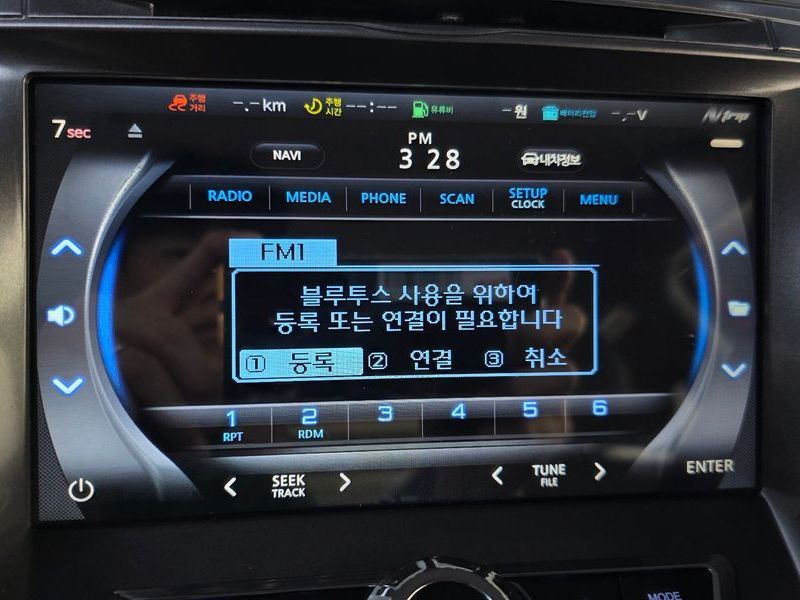 주행거리 -.-km 주행시간 --:-- 유류비 -원 배터리전압 -.-V
7sec
PM
NAVI 3 28 내차정보
RADIO MEDIA PHONE SCAN SETUP CLOCK MENU
FM1
블루투스 사용을 위하여
등록 또는 연결이 필요합니다
① 등록 ② 연결 ③ 취소
1 2 3 4 5 6
RPT RDM
SEEK TRACK TUNE FILE ENTER
MODE